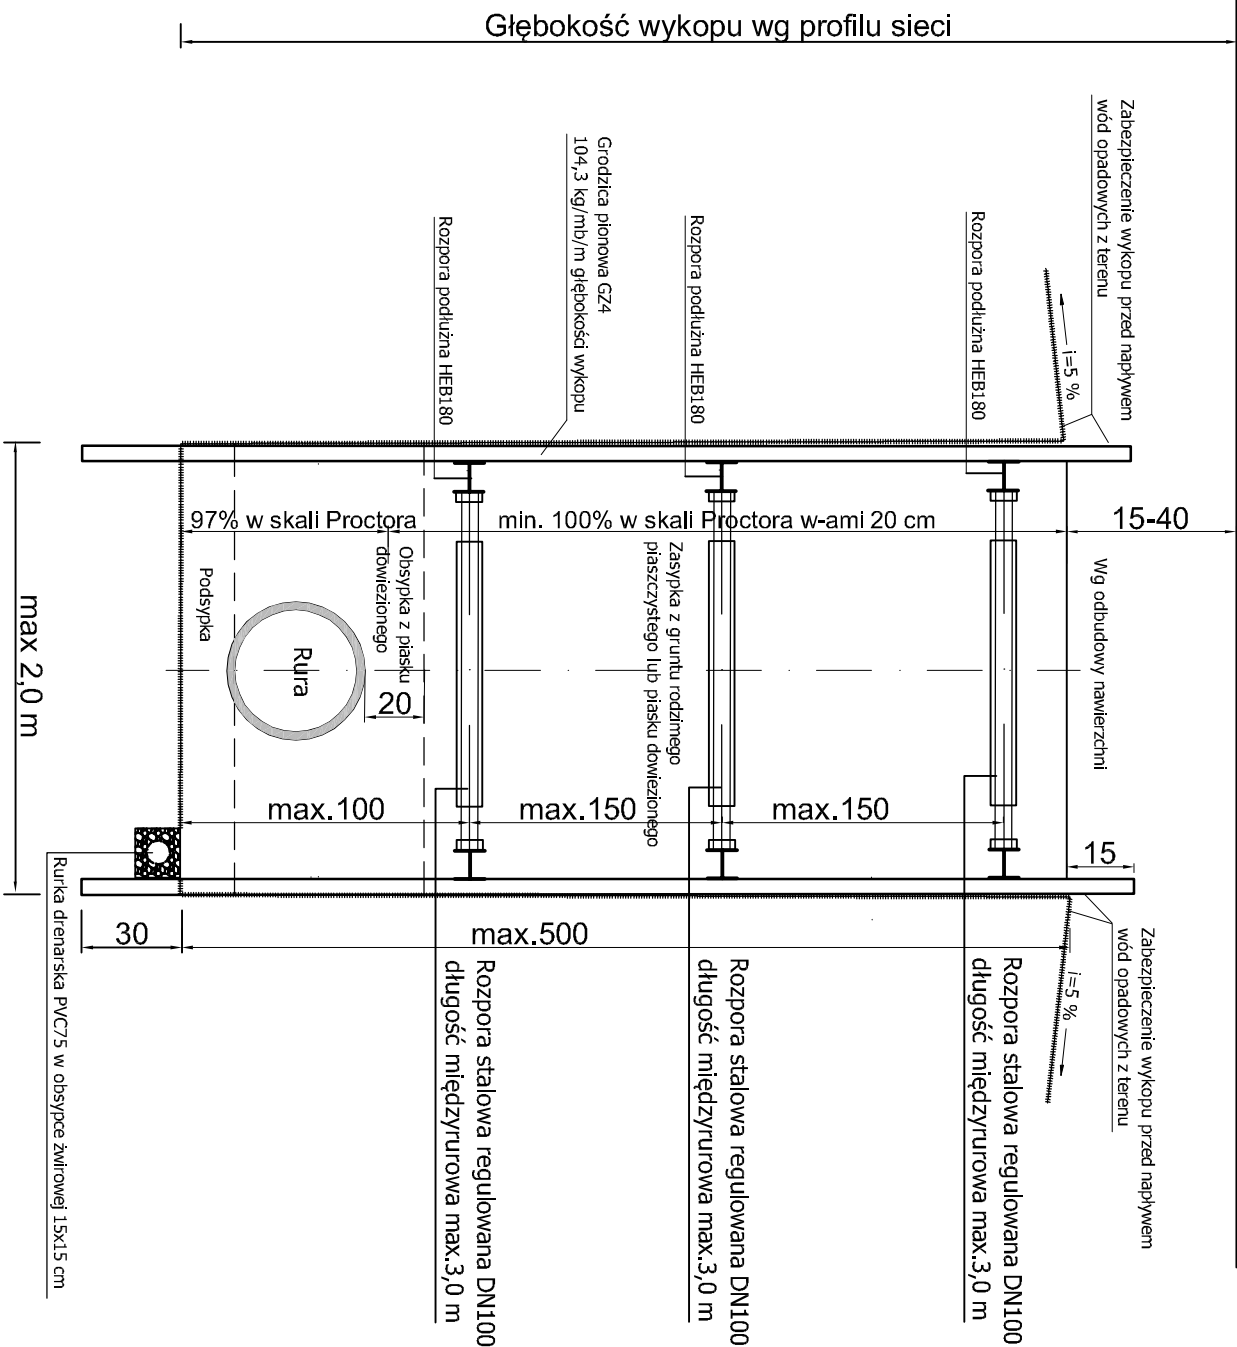 Głębokość wykopu wg profilu sieci
Zabezpieczenie wykopu przed napływem
wód opadowych z terenu
i=5 %
Rozpora podłużna HEB180
Rozpora podłużna HEB180
Grodzica pionowa GZ4
104,3 kg/mb/m głębokości wykopu
Rozpora podłużna HEB180
97% w skali Proctora
min. 100% w skali Proctora w-ami 20 cm
15-40
Wg odbudowy nawierzchni
Zasypka z gruntu rodzimego
piaszczystego lub piasku dowiezionego
Obsypka z piasku
dowiezionego
Podsypka
Rura
20
max 2,0 m
max.100
max.150
max.150
15
30
max.500
Zabezpieczenie wykopu przed napływem
wód opadowych z terenu
i=5 %
Rozpora stalowa regulowana DN100
długość międzyrurowa max.3,0 m
Rozpora stalowa regulowana DN100
długość międzyrurowa max.3,0 m
Rozpora stalowa regulowana DN100
długość międzyrurowa max.3,0 m
Rurka drenarska PVC75 w obsypce żwirowej 15x15 cm